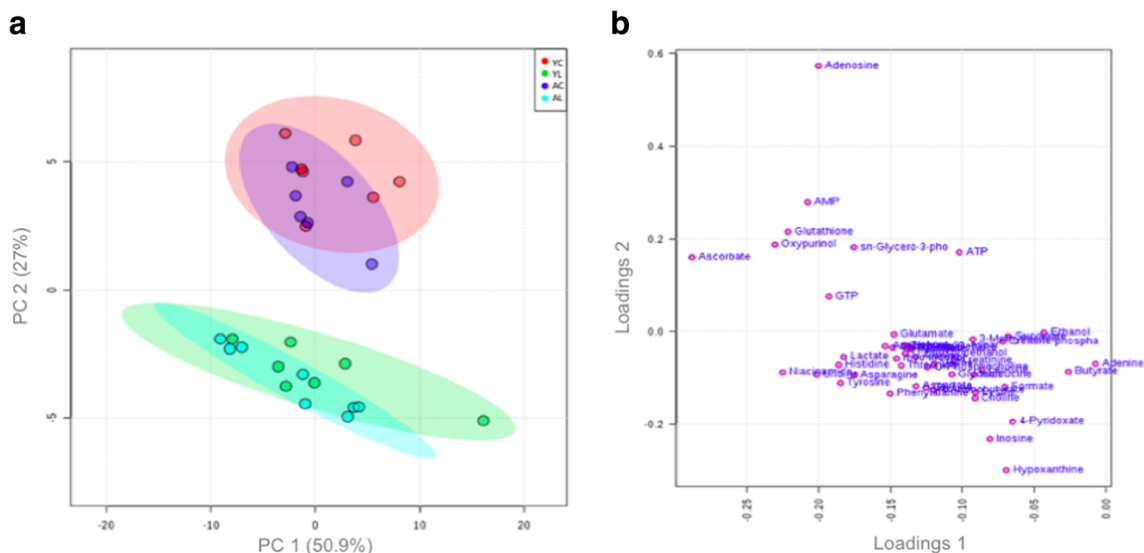 a
YC
YL
AC
AL
5
0
-5
-20
-10
0
10
20
PC 2 (27%)
PC 1 (50.9%)
b
0.6
0.4
0.2
0.0
-0.2
Adenosine
AMP
Glutathione
Oxypurinol
sn-Glycero-3-pho
ATP
Ascorbate
GTP
Glutamate
Ethanol
Lactate
Histidine
Adenine
Niacinamide
Asparagine
Butyrate
Tyrosine
Formate
Phenylalanine
Choline
4-Pyridoxate
Inosine
Hypoxanthine
-0.25
-0.20
-0.15
-0.10
-0.05
0.00
Loadings 2
Loadings 1